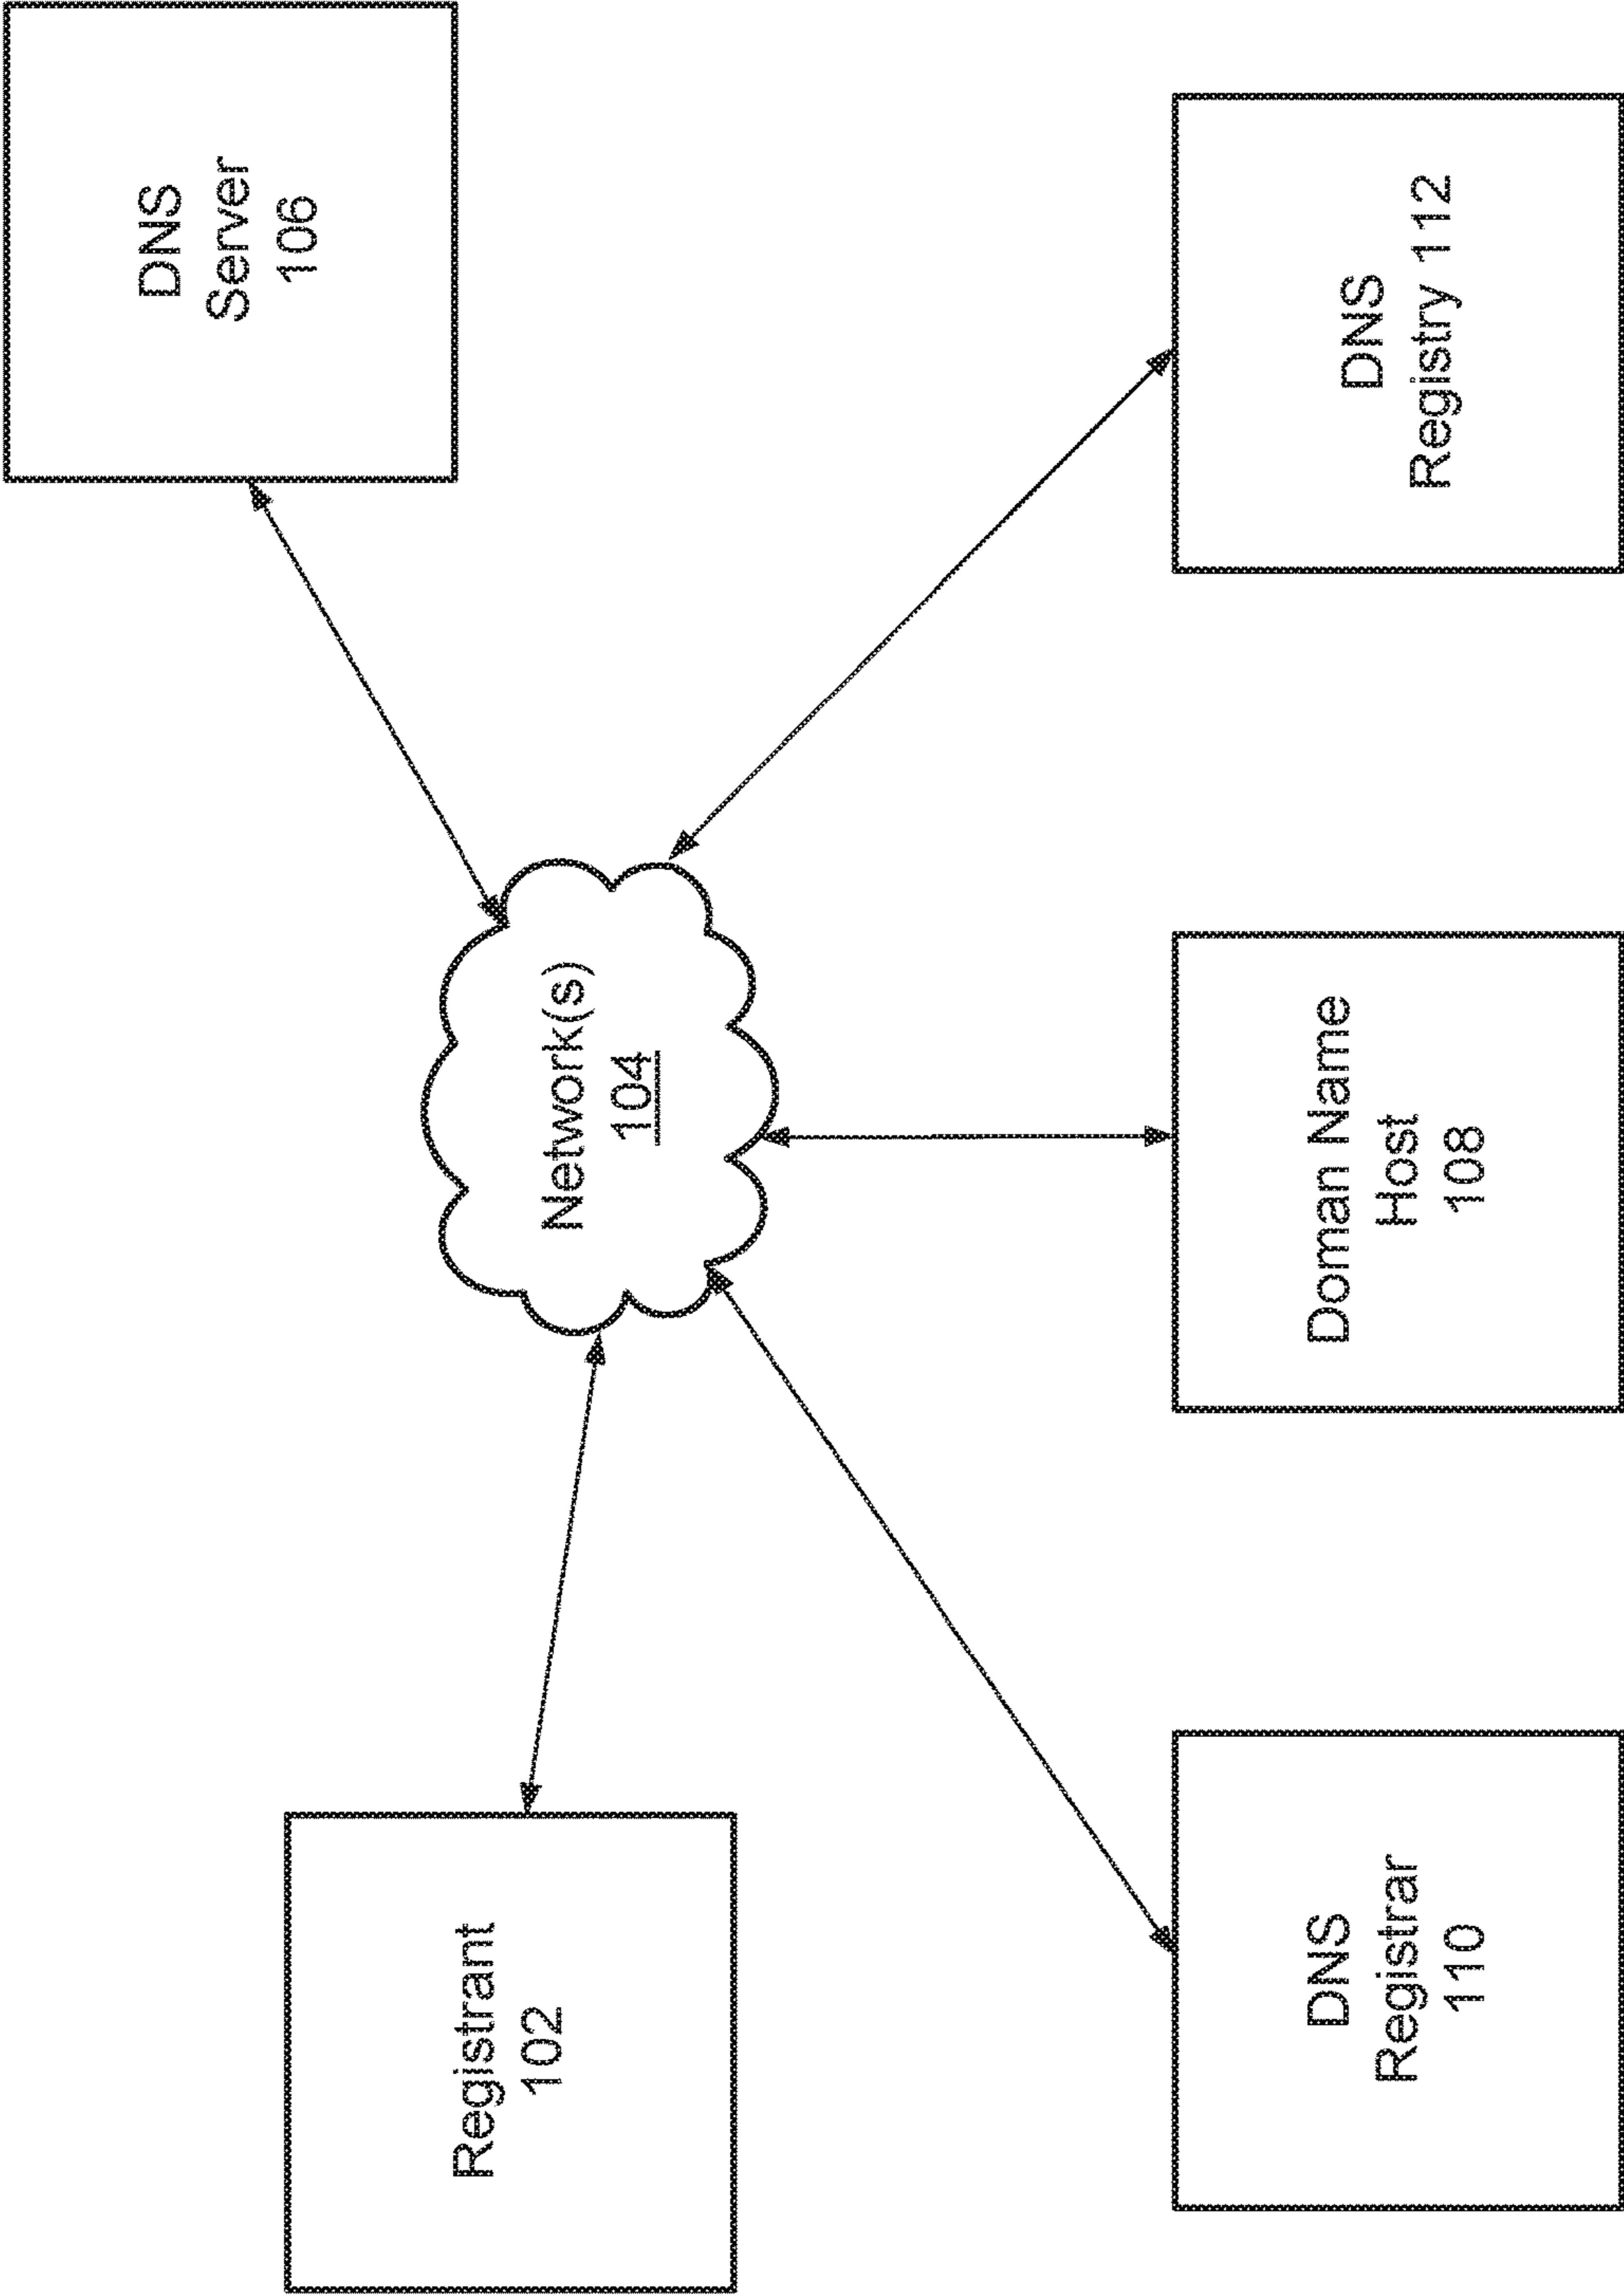 DNS
Server
106
Registrant
102
Network(s)
104
DNS
Registrar
110
Doman Name
Host
108
DNS
Registry 112